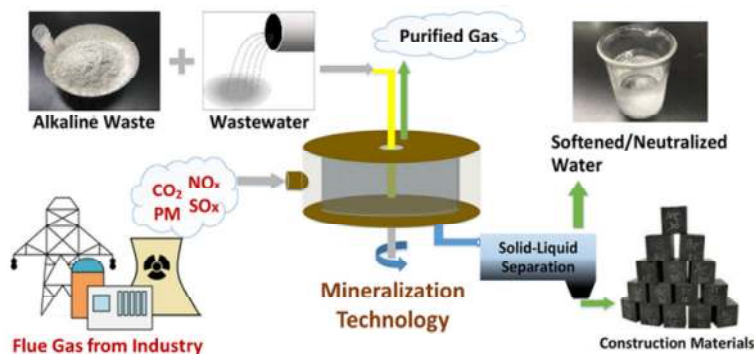 Purified Gas
Alkaline Waste
Wastewater
Softened/Neutralized
Water
CO₂ NOₓ
PM SOₓ
Solid-Liquid
Separation
Mineralization
Technology
Flue Gas from Industry
Construction Materials